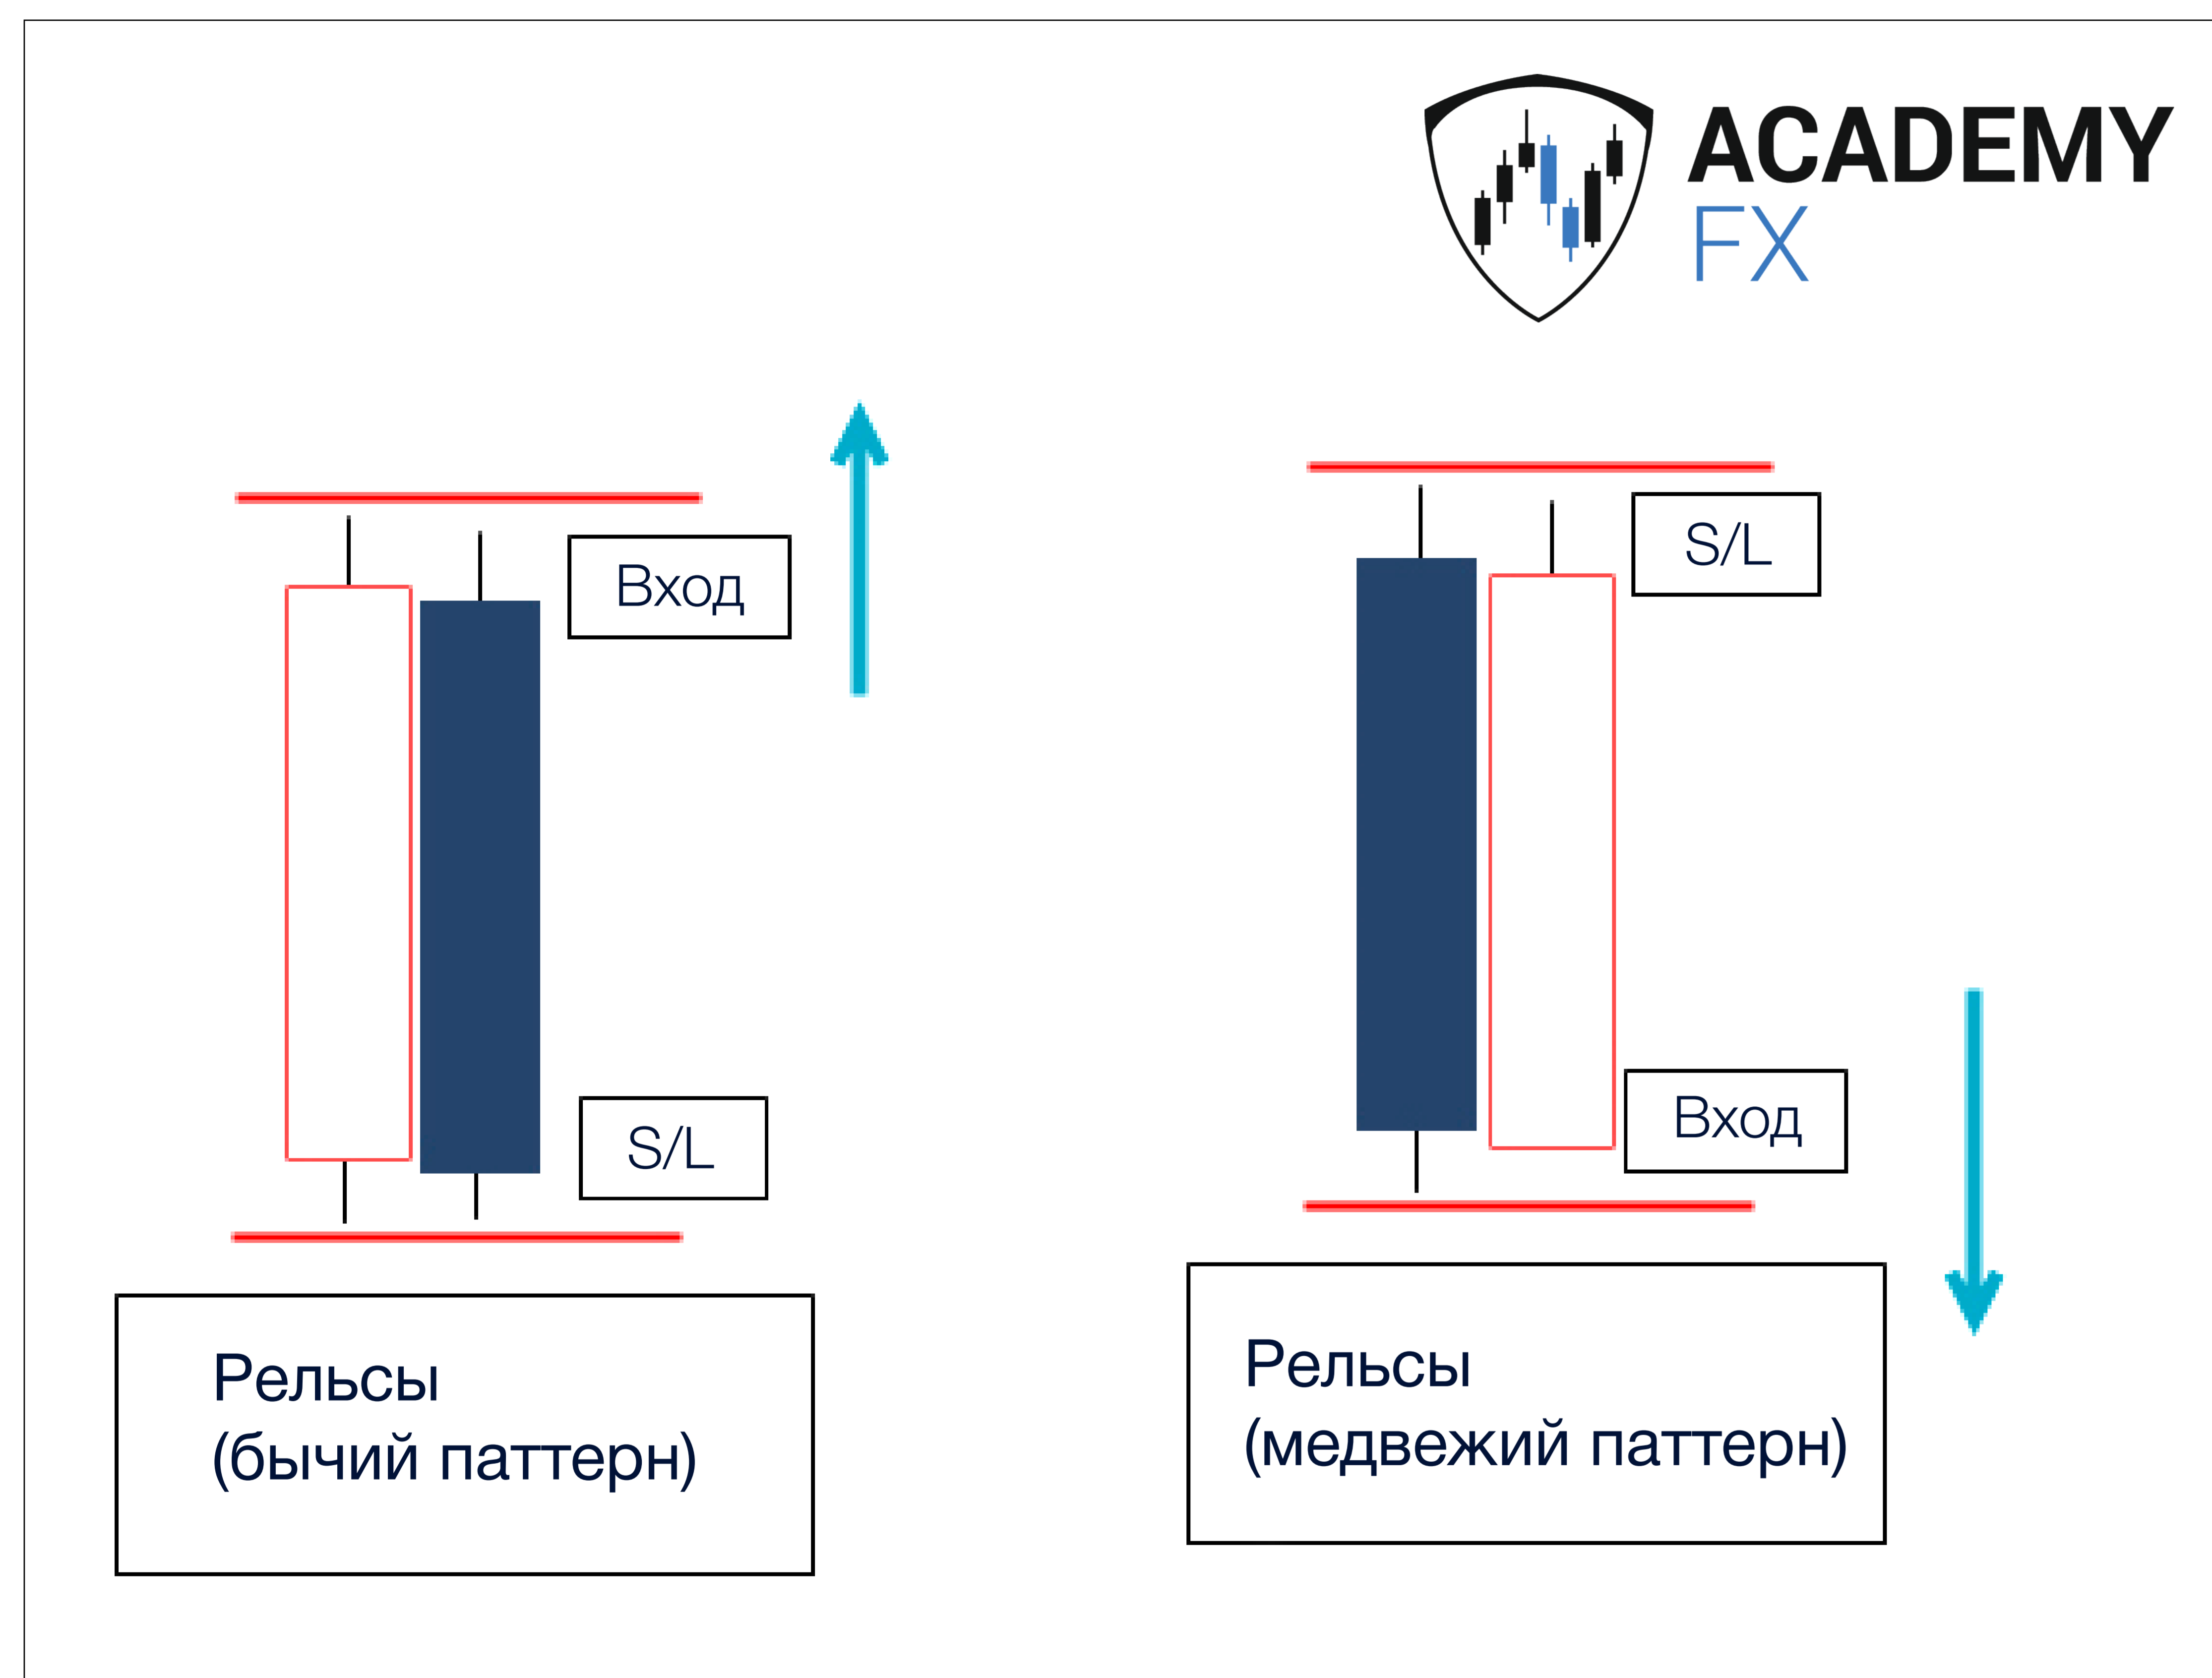 ACADEMY
FX
Вход
S/L
Рельсы
(бычий паттерн)
S/L
Вход
Рельсы
(медвежий паттерн)